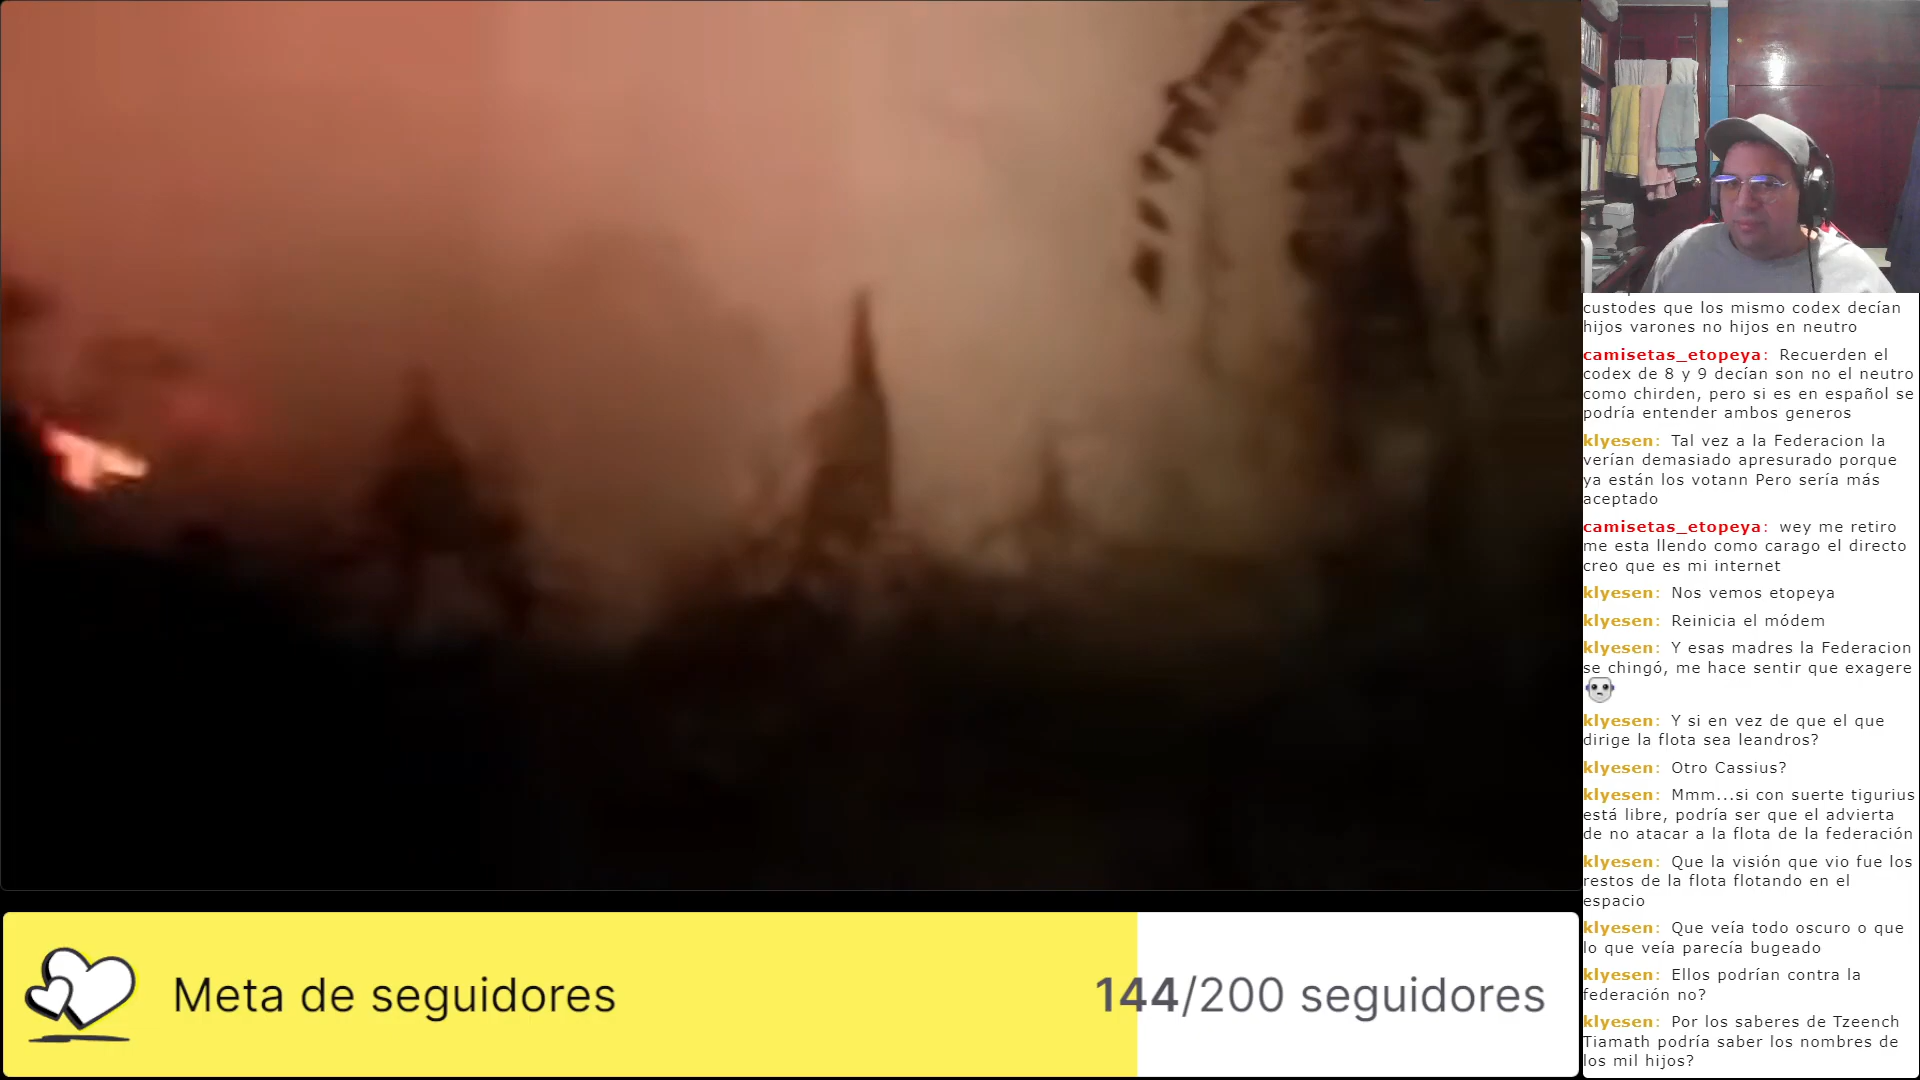 custodes que los mismo codex decían
hijos varones no hijos en neutro
camisetas_etopeya: Recuerden el
codex de 8 y 9 decían son no el neutro
como chirden, pero si es en español se
podría entender ambos generos
klyesen: Tal vez a la Federacion la
verían demasiado apresurado porque
ya están los votann Pero sería más
aceptado
camisetas_etopeya: wey me retiro
me esta llendo como carago el directo
creo que es mi internet
klyesen: Nos vemos etopeya
klyesen: Reinicia el módem
klyesen: Y esas madres la Federacion
se chingó, me hace sentir que exagere
klyesen: Y si en vez de que el que
dirige la flota sea leandros?
klyesen: Otro Cassius?
klyesen: Mmm...si con suerte tigurius
está libre, podría ser que el advierta
de no atacar a la flota de la federación
klyesen: Que la visión que vio fue los
restos de la flota flotando en el
espacio
klyesen: Que veía todo oscuro o que
lo que veía parecía bugeado
klyesen: Ellos podrían contra la
federación no?
klyesen: Por los saberes de Tzeench
Tiamath podría saber los nombres de
los mil hijos?
Meta de seguidores
144/200 seguidores